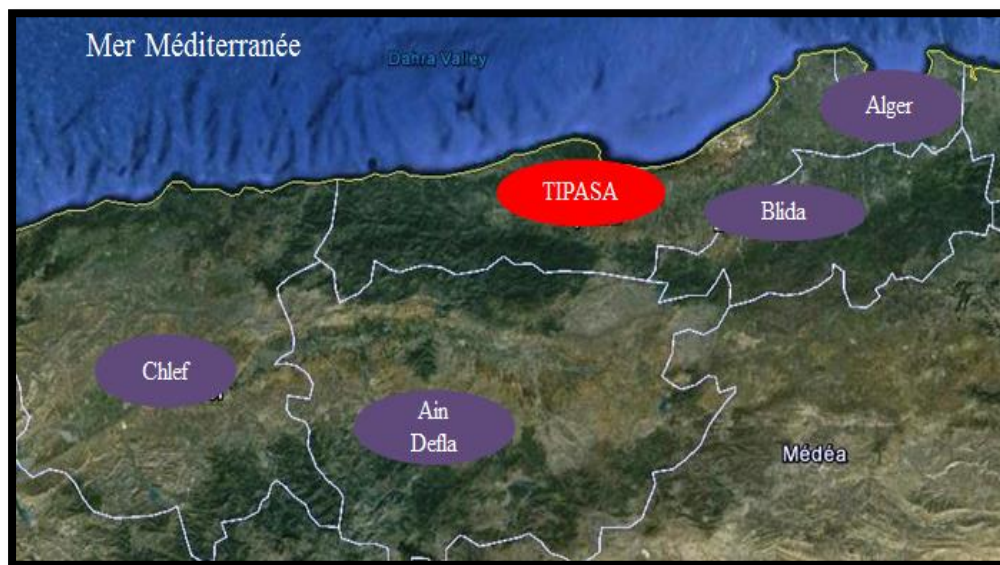 Mer Méditerranée
Dahra Valley
Alger
TIPASA
Blida
Chlef
Ain
Defla
Médéa